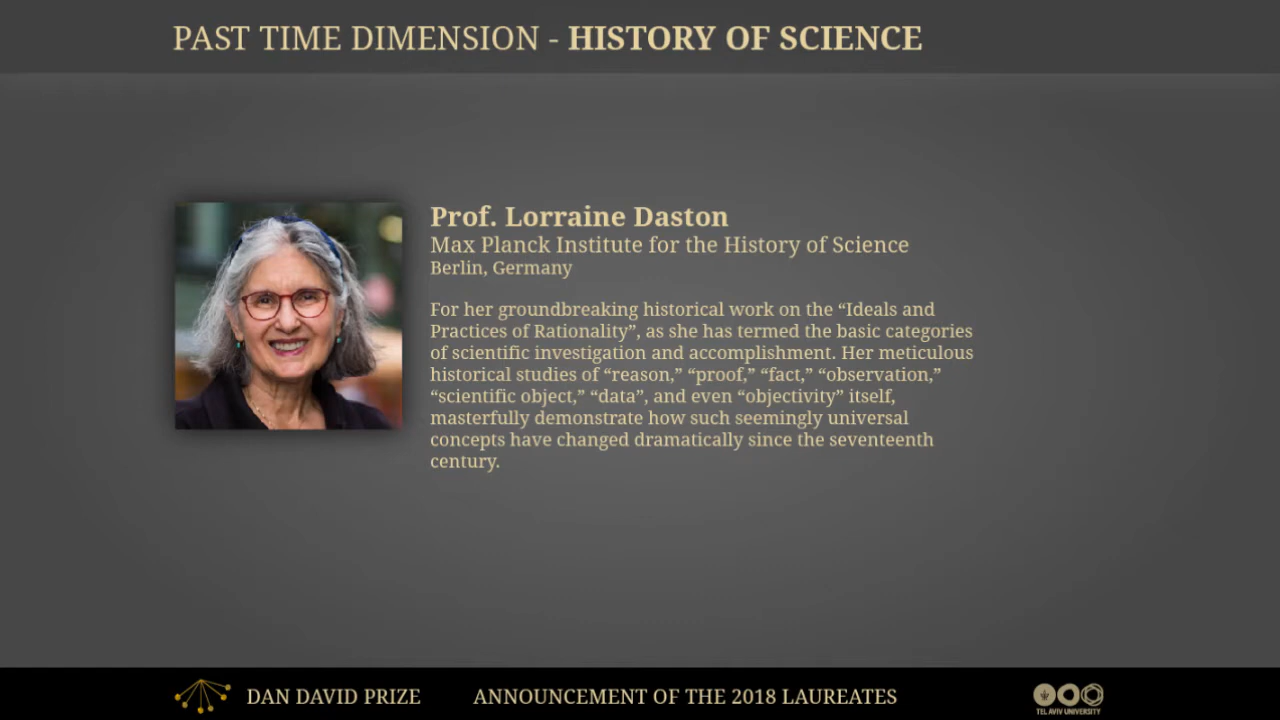 PAST TIME DIMENSION - HISTORY OF SCIENCE
Prof. Lorraine Daston
Max Planck Institute for the History of Science
Berlin, Germany
For her groundbreaking historical work on the “Ideals and
Practices of Rationality”, as she has termed the basic categories
of scientific investigation and accomplishment. Her meticulous
historical studies of “reason,” “proof,” “fact,” “observation,”
“scientific object,” “data”, and even “objectivity” itself,
masterfully demonstrate how such seemingly universal
concepts have changed dramatically since the seventeenth
century.
DAN DAVID PRIZE ANNOUNCEMENT OF THE 2018 LAUREATES
TEL AVIV UNIVERSITY